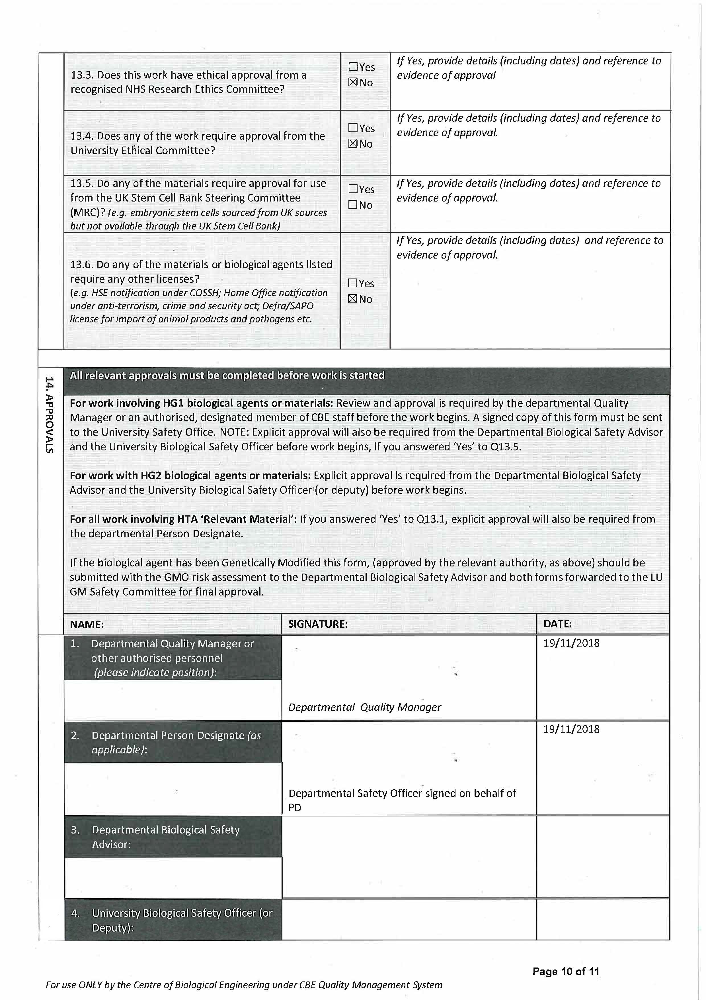 13.3. Does this work have ethical approval from a
recognised NHS Research Ethics Committee?
☐Yes
☒No
If Yes, provide details (including dates) and reference to
evidence of approval
13.4. Does any of the work require approval from the
University Ethical Committee?
☐Yes
☒No
If Yes, provide details (including dates) and reference to
evidence of approval.
13.5. Do any of the materials require approval for use
from the UK Stem Cell Bank Steering Committee
(MRC)? (e.g. embryonic stem cells sourced from UK sources
but not available through the UK Stem Cell Bank)
☐Yes
☐No
If Yes, provide details (including dates) and reference to
evidence of approval.
13.6. Do any of the materials or biological agents listed
require any other licenses?
(e.g. HSE notification under COSSH; Home Office notification
under anti-terrorism, crime and security act; Defra/SAPO
license for import of animal products and pathogens etc.
☐Yes
☒No
If Yes, provide details (including dates) and reference to
evidence of approval.
14. APPROVALS
All relevant approvals must be completed before work is started
For work involving HG1 biological agents or materials: Review and approval is required by the departmental Quality
Manager or an authorised, designated member of CBE staff before the work begins. A signed copy of this form must be sent
to the University Safety Office. NOTE: Explicit approval will also be required from the Departmental Biological Safety Advisor
and the University Biological Safety Officer before work begins, if you answered ‘Yes’ to Q13.5.
For work with HG2 biological agents or materials: Explicit approval is required from the Departmental Biological Safety
Advisor and the University Biological Safety Officer (or deputy) before work begins.
For all work involving HTA ‘Relevant Material’: If you answered ‘Yes’ to Q13.1, explicit approval will also be required from
the departmental Person Designate.
If the biological agent has been Genetically Modified this form, (approved by the relevant authority, as above) should be
submitted with the GMO risk assessment to the Departmental Biological Safety Advisor and both forms forwarded to the LU
GM Safety Committee for final approval.
NAME:
SIGNATURE:
DATE:
1. Departmental Quality Manager or
other authorised personnel
(please indicate position):
Departmental Quality Manager
19/11/2018
2. Departmental Person Designate (as
applicable):
Departmental Safety Officer signed on behalf of
PD
19/11/2018
3. Departmental Biological Safety
Advisor:
4. University Biological Safety Officer (or
Deputy):
Page 10 of 11
For use ONLY by the Centre of Biological Engineering under CBE Quality Management System